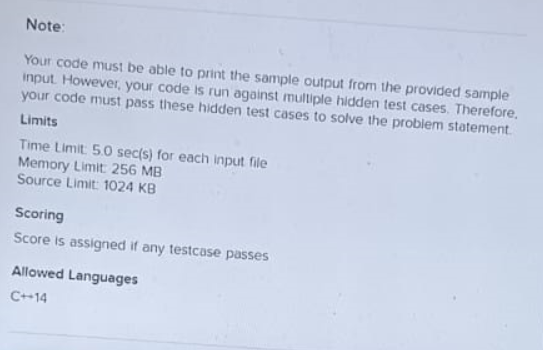 Note:
Your code must be able to print the sample output from the provided sample
input. However, your code is run against multiple hidden test cases. Therefore,
your code must pass these hidden test cases to solve the problem statement.
Limits
Time Limit: 5.0 sec(s) for each input file
Memory Limit: 256 MB
Source Limit: 1024 KB
Scoring
Score is assigned if any testcase passes
Allowed Languages
C++14